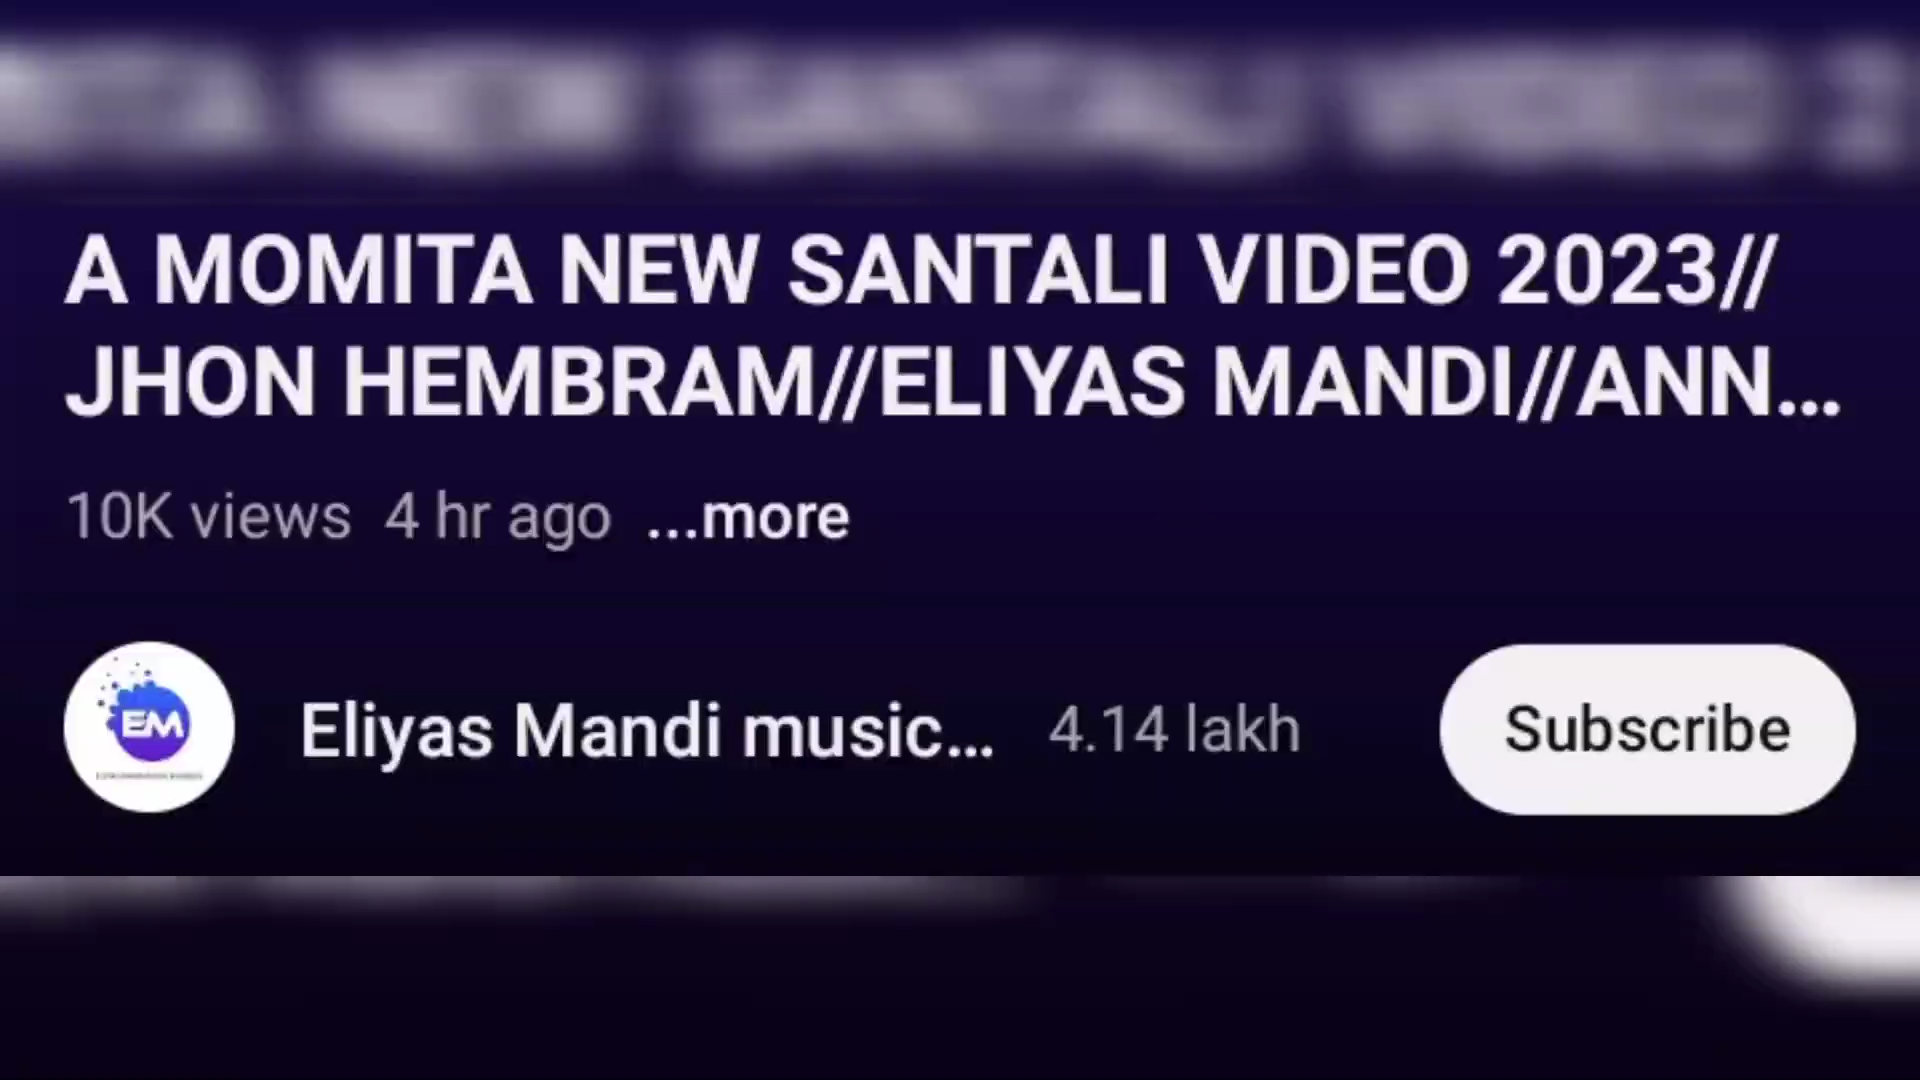 A MOMITA NEW SANTALI VIDEO 2023//
JHON HEMBRAM//ELIYAS MANDI//ANN...
10K views 4 hr ago ...more
EM
Eliyas Mandi music... 4.14 lakh Subscribe